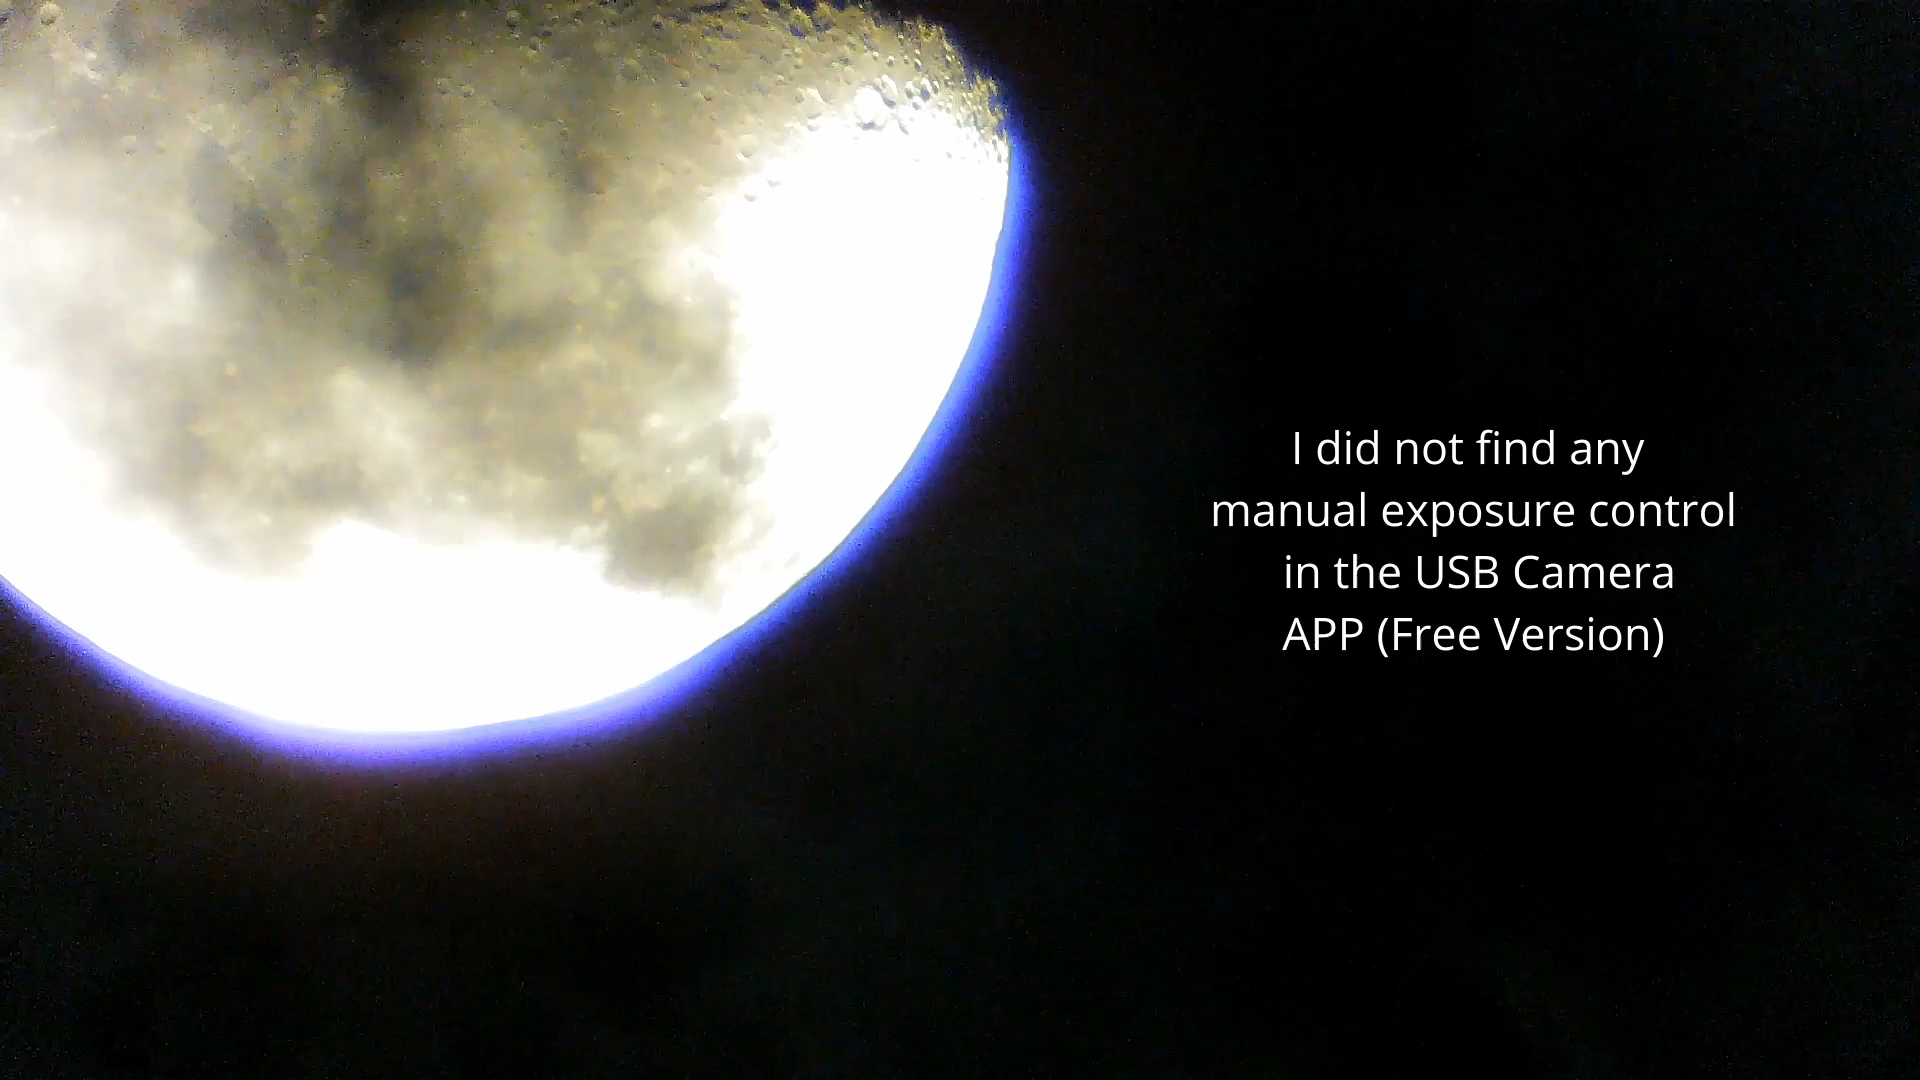 I did not find any
manual exposure control
in the USB Camera
APP (Free Version)